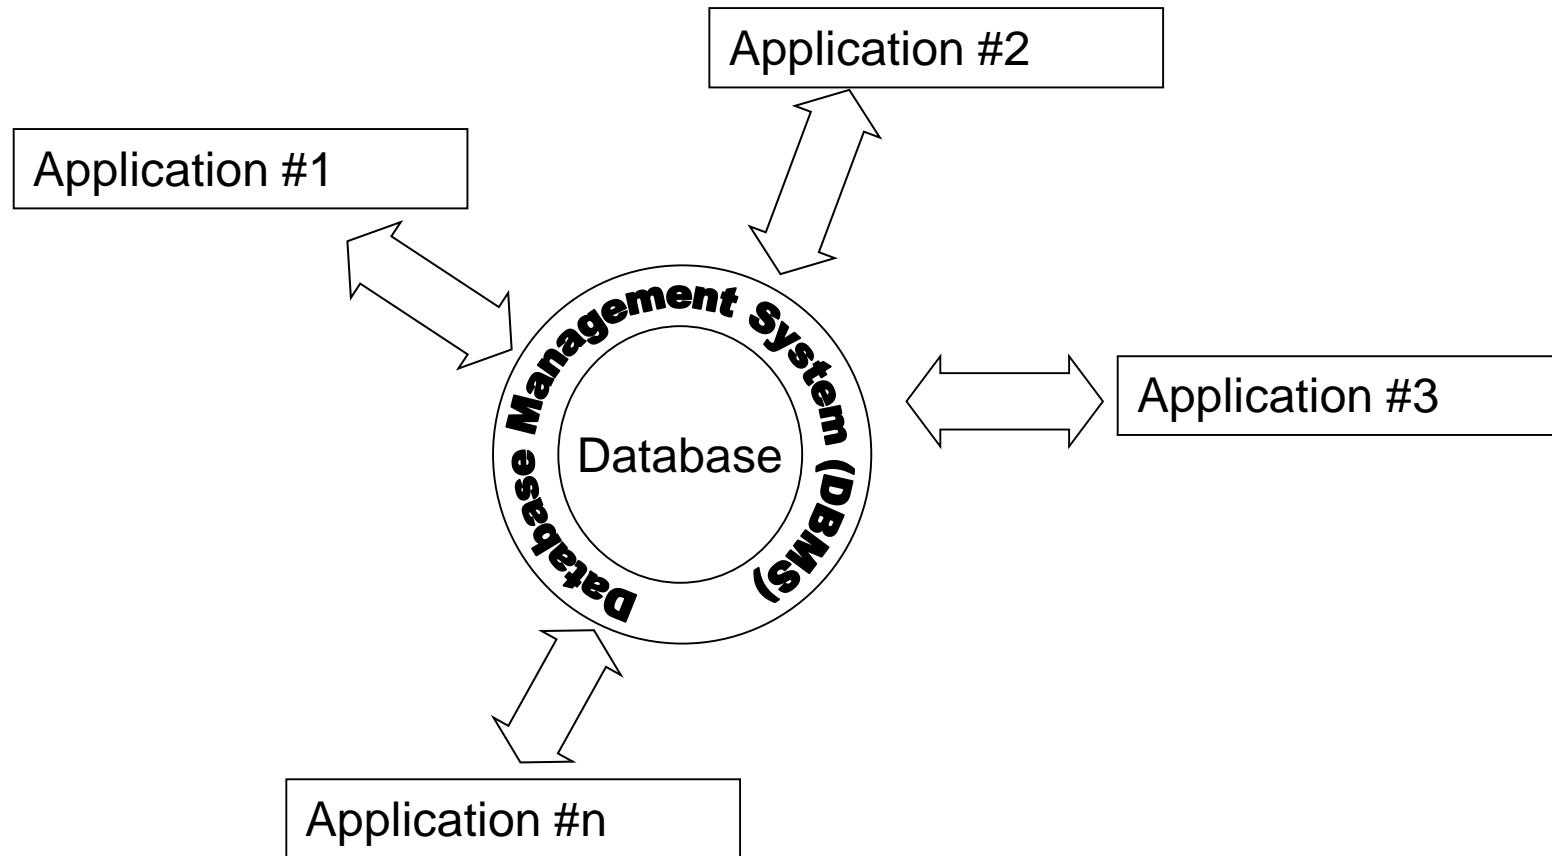 Application #2
Application #1
Database Management System (DBMS)
Application #3
Database
Application #n